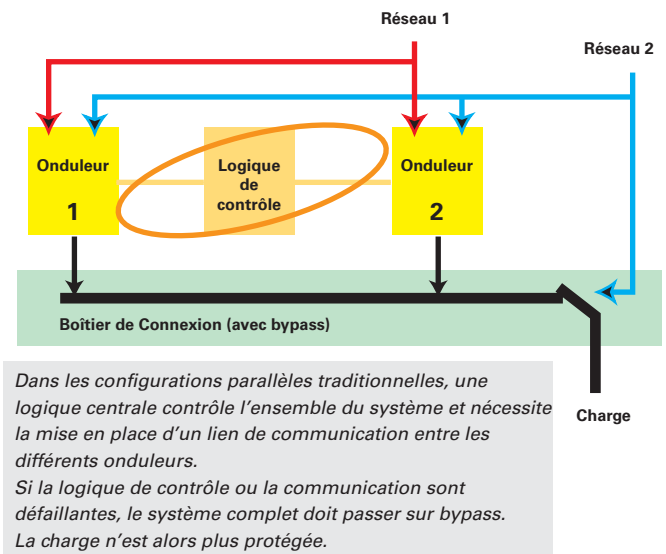 Réseau 1
Réseau 2
Onduleur
1
Logique
de
contrôle
Onduleur
2
Boîtier de Connexion (avec bypass)
Charge
Dans les configurations parallèles traditionnelles, une
logique centrale contrôle l’ensemble du système et nécessite
la mise en place d’un lien de communication entre les
différents onduleurs.
Si la logique de contrôle ou la communication sont
défaillantes, le système complet doit passer sur bypass.
La charge n’est alors plus protégée.